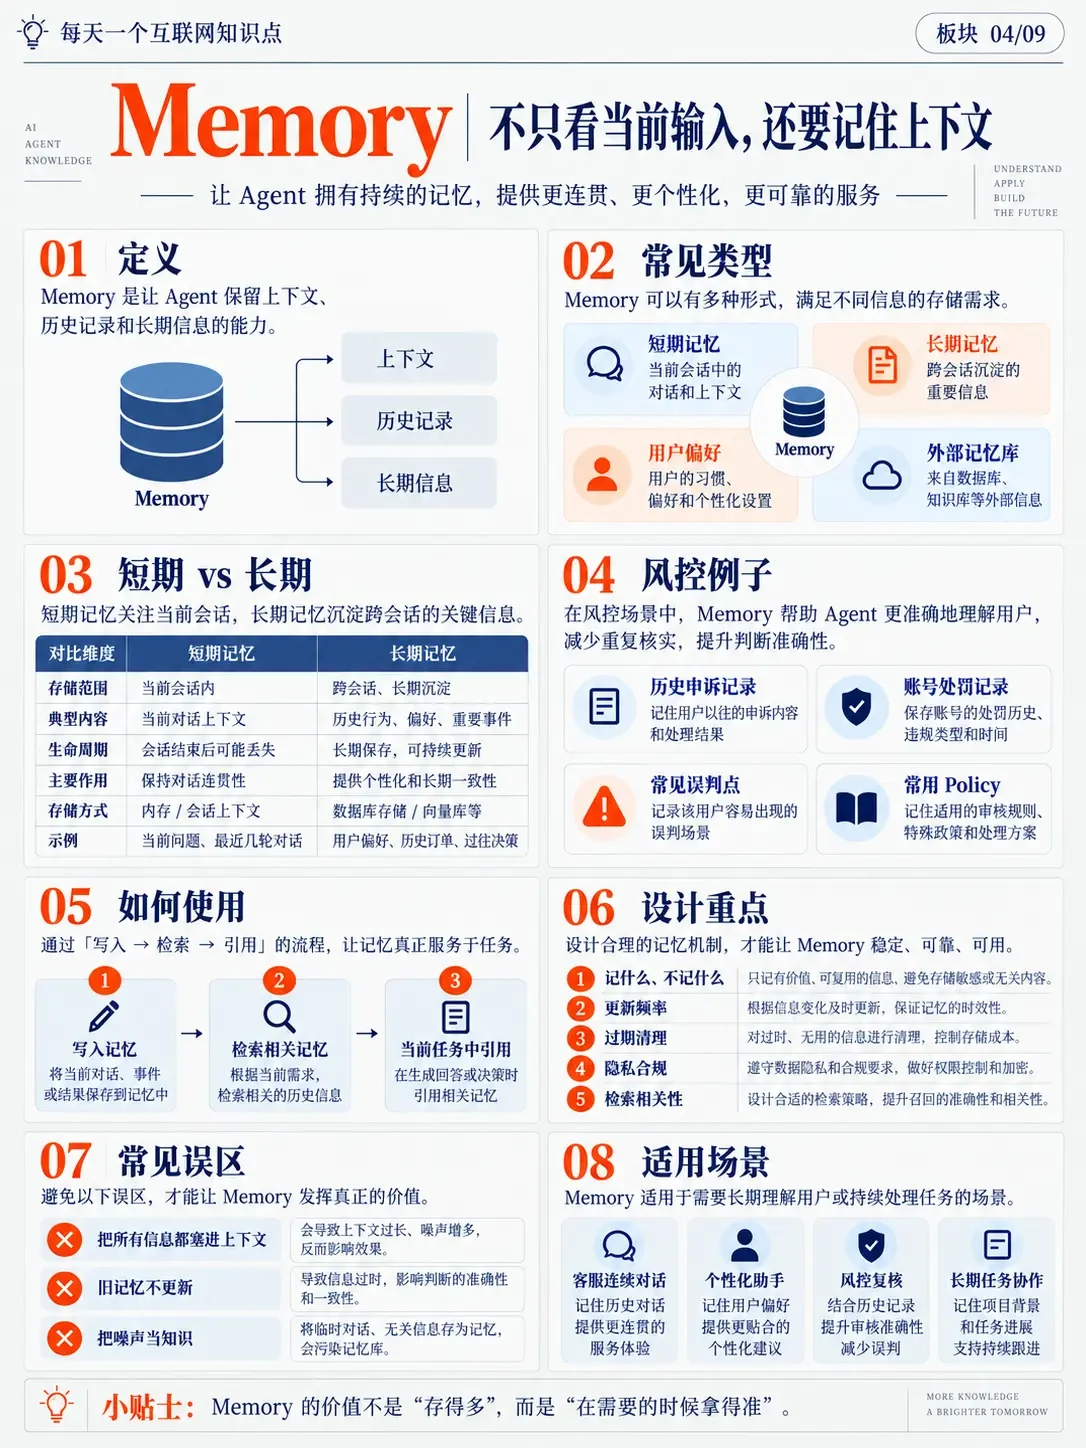 每天一个互联网知识点
板块 04/09
AI
AGENT
KNOWLEDGE
Memory
不只看当前输入，还要记住上下文
让 Agent 拥有持续的记忆，提供更连贯、更个性化，更可靠的服务
UNDERSTAND
APPLY
BUILD
THE FUTURE
01 定义
Memory 是让 Agent 保留上下文、
历史记录和长期信息的能力。
Memory
上下文
历史记录
长期信息
02 常见类型
Memory 可以有多种形式，满足不同信息的存储需求。
短期记忆
当前会话中的
对话和上下文
长期记忆
跨会话沉淀的
重要信息
Memory
用户偏好
用户的习惯、
偏好和个性化设置
外部记忆库
来自数据库、
知识库等外部信息
03 短期 vs 长期
短期记忆关注当前会话，长期记忆沉淀跨会话的关键信息。
对比维度 短期记忆 长期记忆
存储范围 当前会话内 跨会话、长期沉淀
典型内容 当前对话上下文 历史行为、偏好、重要事件
生命周期 会话结束后可能丢失 长期保存，可持续更新
主要作用 保持对话连贯性 提供个性化和长期一致性
存储方式 内存 / 会话上下文 数据库存储 / 向量库等
示例 当前问题、最近几轮对话 用户偏好、历史订单、过往决策
04 风控例子
在风控场景中，Memory 帮助 Agent 更准确地理解用户，
减少重复核实，提升判断准确性。
历史申诉记录
记住用户以往的申诉内容
和处理结果
账号处罚记录
保存账号的处罚历史、
违规类型和时间
常见误判点
记录该用户容易出现的
误判场景
常用 Policy
记住适用的审核规则、
特殊政策和处理方案
05 如何使用
通过「写入 → 检索 → 引用」的流程，让记忆真正服务于任务。
1
写入记忆
将当前对话、事件
或结果保存到记忆中
2
检索相关记忆
根据当前需求，
检索相关的历史信息
3
当前任务中引用
在生成回答或决策时
引用相关记忆
06 设计重点
设计合理的记忆机制，才能让 Memory 稳定、可靠、可用。
1 记什么、不记什么 只记有价值、可复用的信息，避免存储敏感或无关内容。
2 更新频率 根据信息变化及时更新，保证记忆的时效性。
3 过期清理 对过时、无用的信息进行清理，控制存储成本。
4 隐私合规 遵守数据隐私和合规要求，做好权限控制和加密。
5 检索相关性 设计合适的检索策略，提升召回的准确性和相关性。
07 常见误区
避免以下误区，才能让 Memory 发挥真正的价值。
把所有信息都塞进上下文
会导致上下文过长、噪声增多，
反而影响效果。
旧记忆不更新
导致信息过时，影响判断的准确性
和一致性。
把噪声当知识
将临时对话、无关信息存为记忆，
会污染记忆库。
08 适用场景
Memory 适用于需要长期理解用户或持续处理任务的场景。
客服连续对话
记住历史对话
提供更连贯的
服务体验
个性化助手
记住用户偏好
提供更贴合的
个性化建议
风控复核
结合历史记录
提升审核准确性
减少误判
长期任务协作
记住项目背景
和任务进展
支持持续跟进
小贴士： Memory 的价值不是“存得多”，而是“在需要的时候拿得准”。
MORE KNOWLEDGE
A BRIGHTER TOMORROW